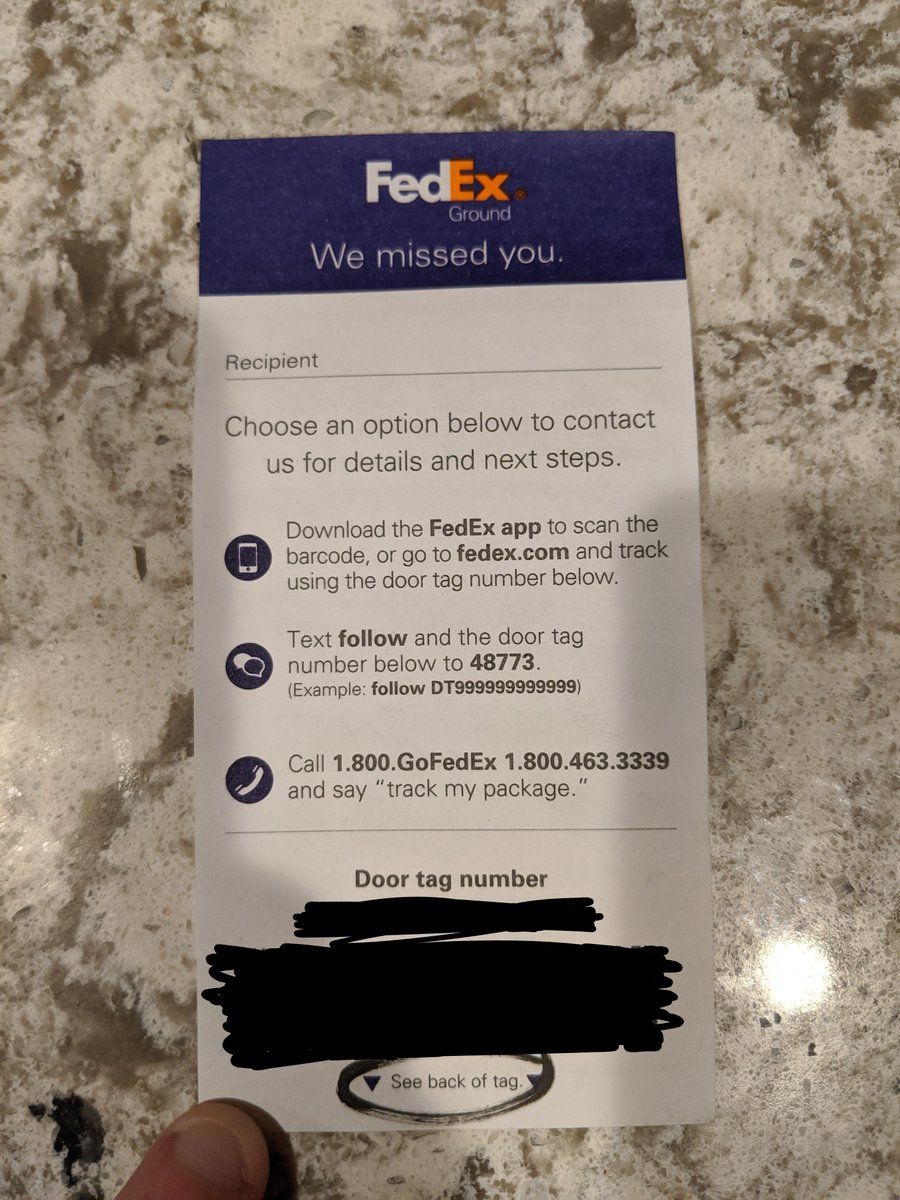 FedEx®
Ground
We missed you.
Recipient
Choose an option below to contact
us for details and next steps.
Download the FedEx app to scan the
barcode, or go to fedex.com and track
using the door tag number below.
Text follow and the door tag
number below to 48773.
(Example: follow DT999999999999)
Call 1.800.GoFedEx 1.800.463.3339
and say “track my package.”
Door tag number
See back of tag.